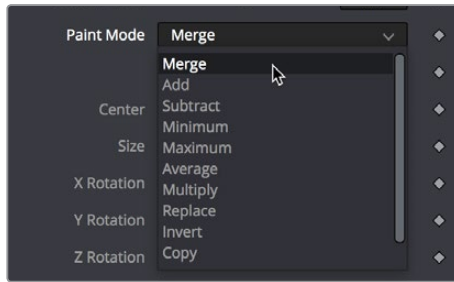 Paint Mode Merge
Merge
Add
Center Subtract
Minimum
Size Maximum
Average
X Rotation Multiply
Replace
Y Rotation Invert
Z Rotation Copy